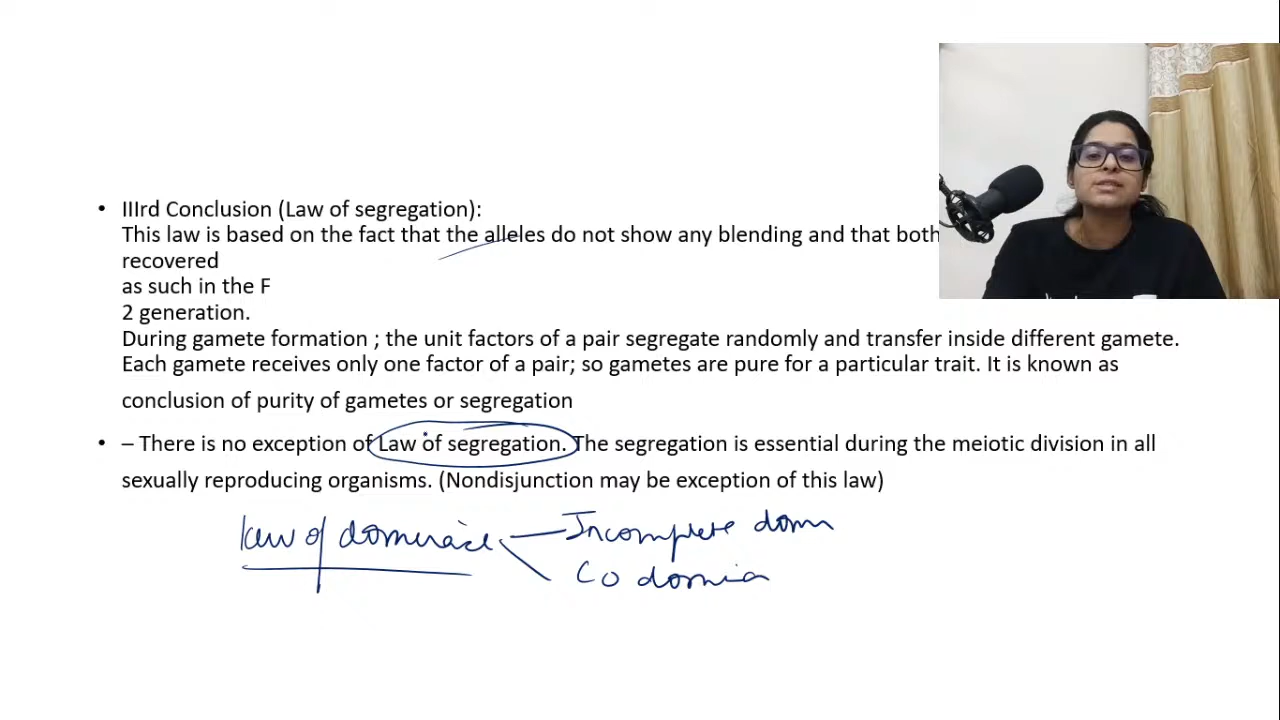 • IIIrd Conclusion (Law of segregation):
This law is based on the fact that the alleles do not show any blending and that both
recovered
as such in the F
2 generation.
During gamete formation ; the unit factors of a pair segregate randomly and transfer inside different gamete.
Each gamete receives only one factor of a pair; so gametes are pure for a particular trait. It is known as
conclusion of purity of gametes or segregation
• – There is no exception of Law of segregation. The segregation is essential during the meiotic division in all
sexually reproducing organisms. (Nondisjunction may be exception of this law)
law of Incomplete dom
Co domia